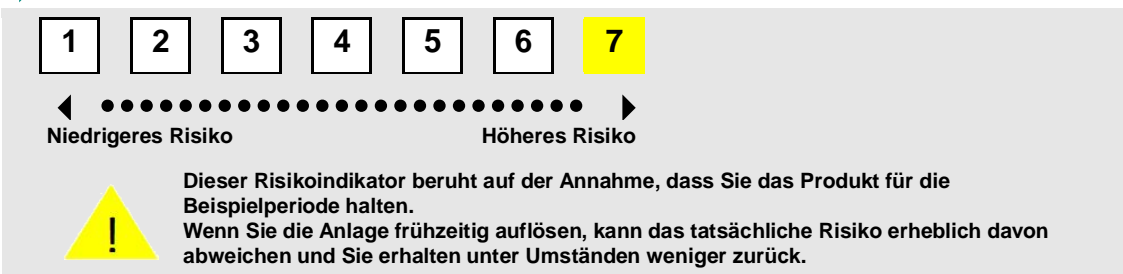 1 2 3 4 5 6 7
Niedrigeres Risiko Höheres Risiko
Dieser Risikoindikator beruht auf der Annahme, dass Sie das Produkt für die
Beispielperiode halten.
! Wenn Sie die Anlage frühzeitig auflösen, kann das tatsächliche Risiko erheblich davon
abweichen und Sie erhalten unter Umständen weniger zurück.